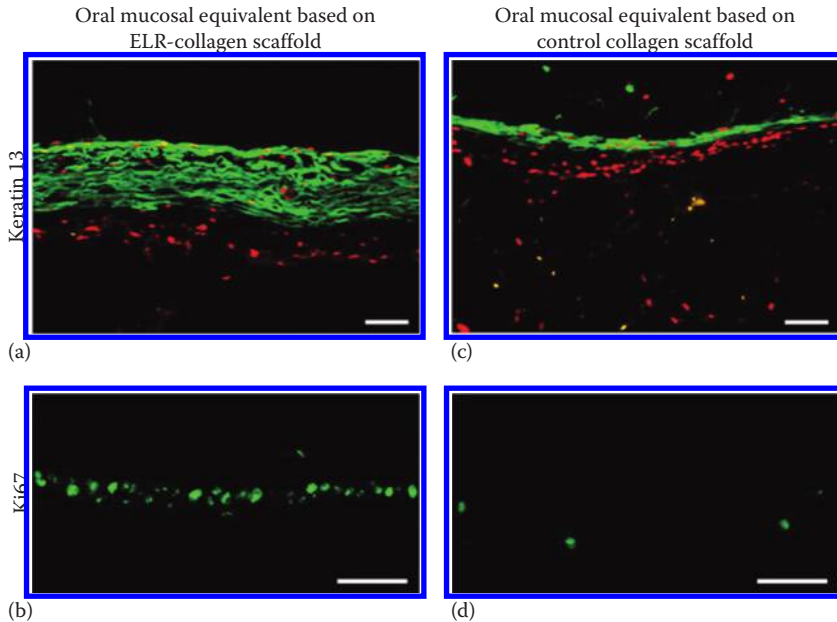 Oral mucosal equivalent based on
ELR-collagen scaffold
Oral mucosal equivalent based on
control collagen scaffold
Keratin 13
(a)
(c)
Ki67
(b)
(d)